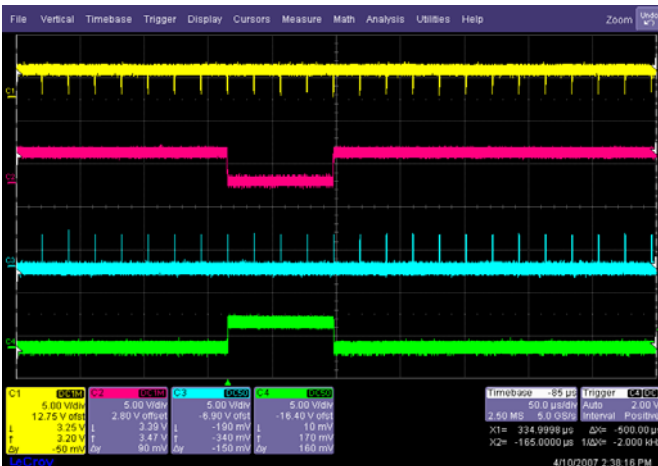 File Vertical Timebase Trigger Display Cursors Measure Math Analysis Utilities Help Zoom Undo
C1
C2
C3
C4
C1 DC1M
5.00 V/div
12.75 V ofst
↓ 3.25 V
↑ 3.20 V
Δy -50 mV
C2 DC1M
5.00 V/div
2.80 V offset
↓ 3.39 V
↑ 3.47 V
Δy 90 mV
C3 DC50
5.00 V/div
-6.90 V ofst
↓ -190 mV
↑ -340 mV
Δy -150 mV
C4 DC50
5.00 V/div
-16.40 V ofst
↓ 10 mV
↑ 170 mV
Δy 160 mV
Timebase -85 µs
50.0 µs/div
2.50 MS 5.0 GS/s
Trigger C4 DC
Auto 2.00 V
Interval Positive
X1= 334.9998 µs ΔX= -500.00 µs
X2= -165.0000 µs 1/ΔX= -2.000 kHz
LeCroy
4/10/2007 2:38:16 PM